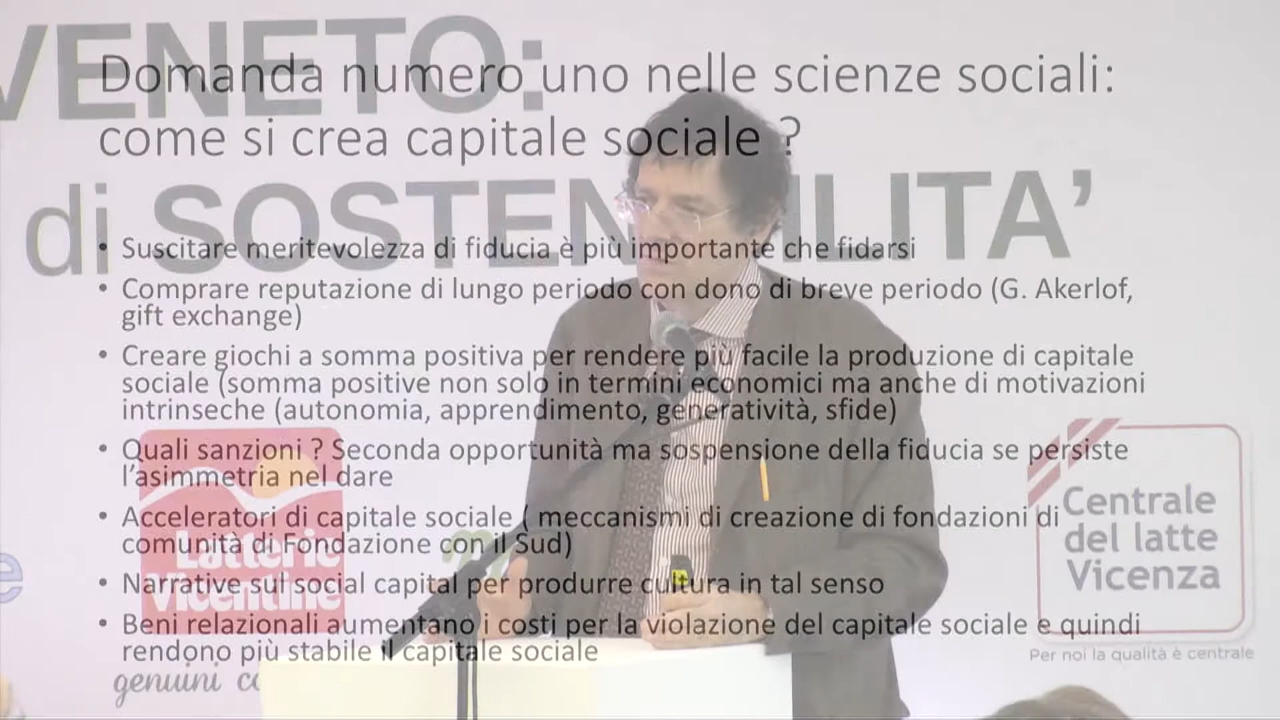 VENETO:
di SOSTENIBILITA’
Domanda numero uno nelle scienze sociali:
come si crea capitale sociale ?
• Suscitare meritevolezza di fiducia è più importante che fidarsi
• Comprare reputazione di lungo periodo con dono di breve periodo (G. Akerlof,
gift exchange)
• Creare giochi a somma positiva per rendere più facile la produzione di capitale
sociale (somma positive non solo in termini economici ma anche di motivazioni
intrinseche (autonomia, apprendimento, generatività, sfide)
• Quali sanzioni ? Seconda opportunità ma sospensione della fiducia se persiste
l’asimmetria nel dare
• Acceleratori di capitale sociale ( meccanismi di creazione di fondazioni di
comunità di Fondazione con il Sud)
• Narrative sul social capital per produrre cultura in tal senso
• Beni relazionali aumentano i costi per la violazione del capitale sociale e quindi
rendono più stabile il capitale sociale
Latterie
Vicentine
genuini
Centrale
del latte
Vicenza
Per noi la qualità è centrale